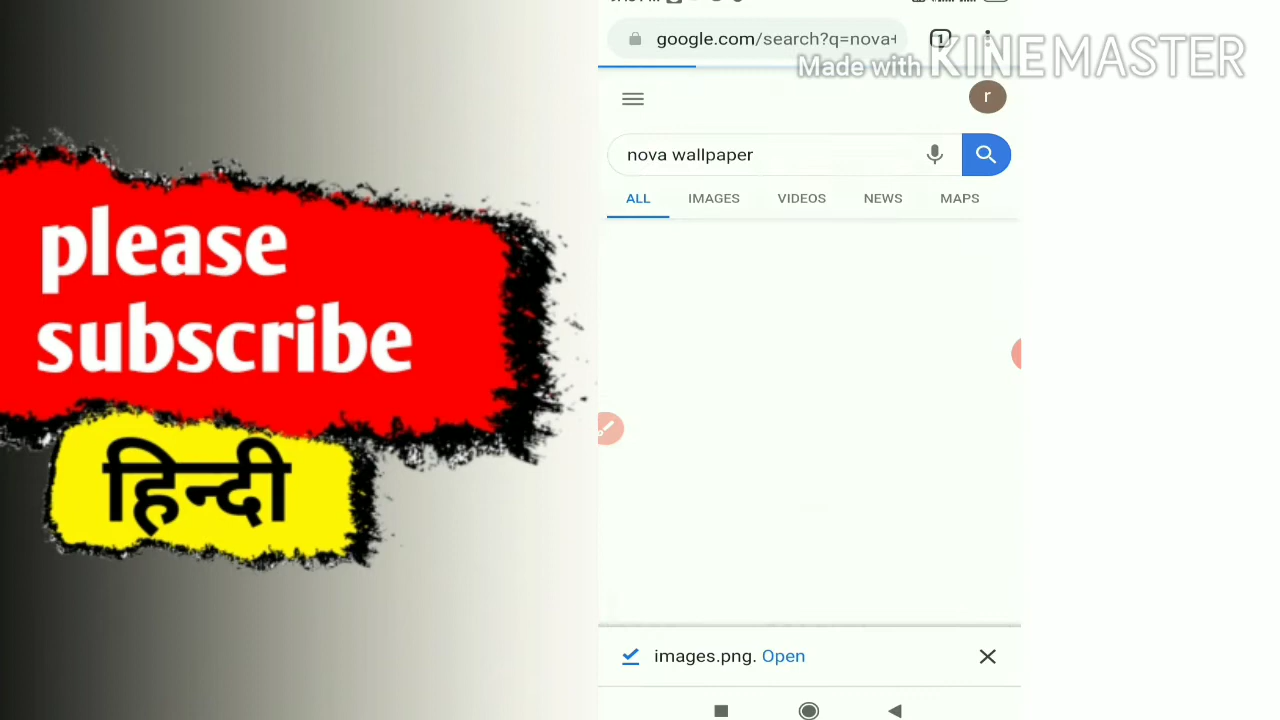 google.com/search?q=nova+
1
Made with KINEMASTER
r
nova wallpaper
ALL IMAGES VIDEOS NEWS MAPS
please
subscribe
हिन्दी
images.png. Open